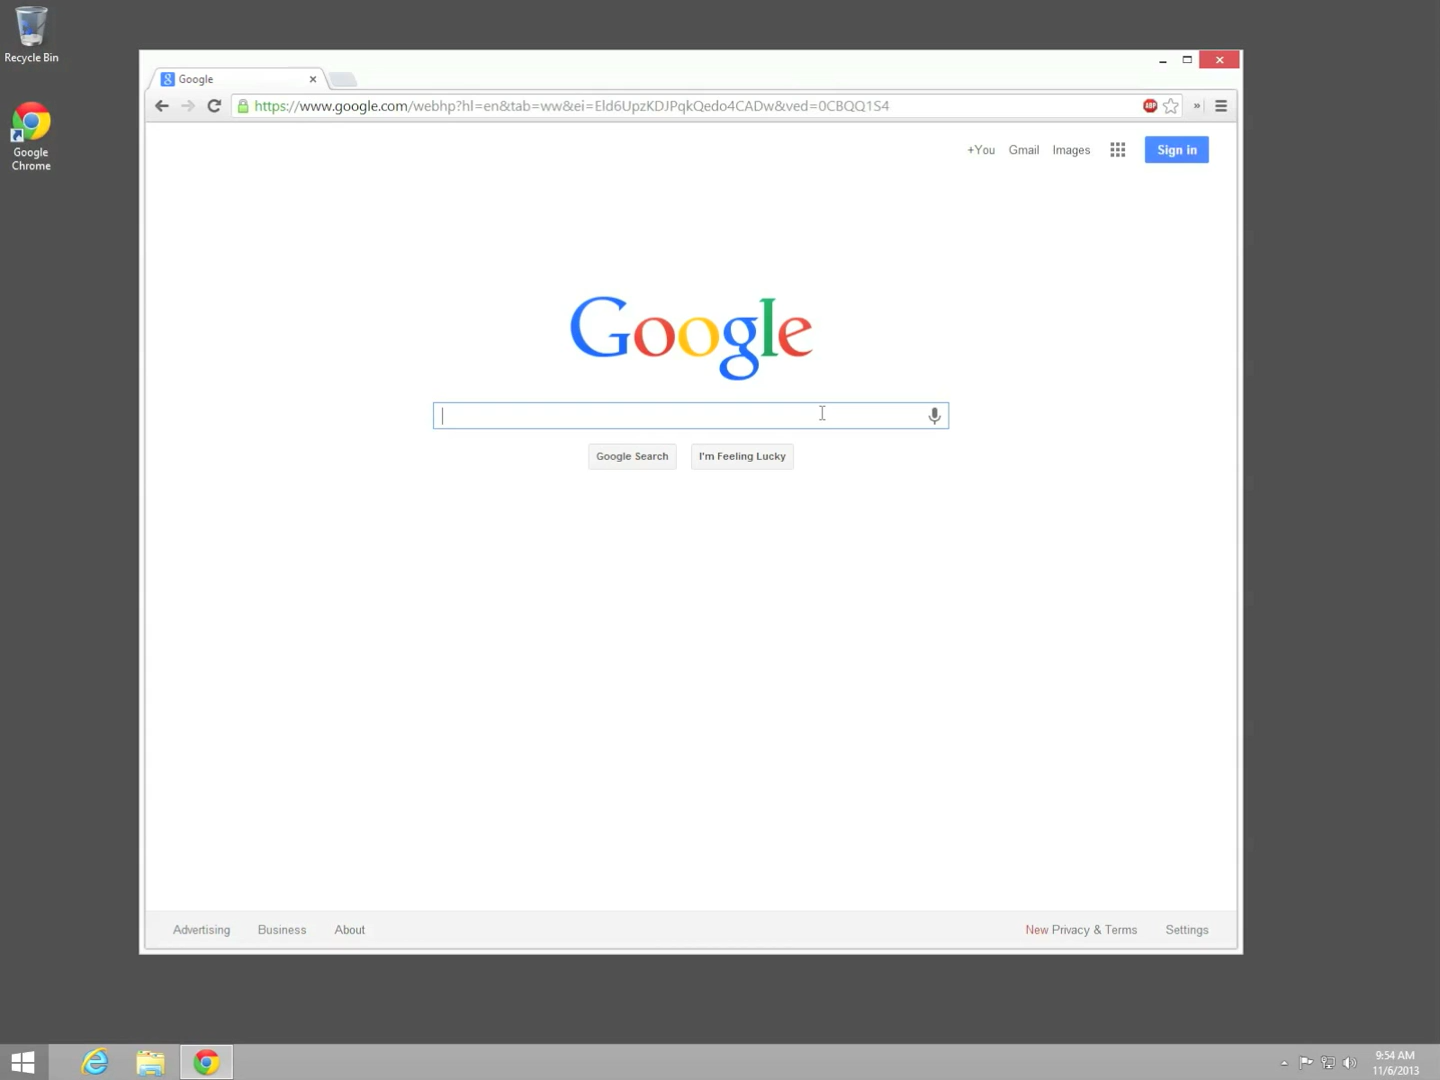 Recycle Bin
Google
Chrome
Google
https://www.google.com/webhp?hl=en&tab=ww&ei=Eld6UpzKDJPqkQedo4CADw&ved=0CBQQ1S4
ABP
+You Gmail Images Sign in
Google
Google Search I'm Feeling Lucky
Advertising Business About New Privacy & Terms Settings
9:54 AM
11/6/2013